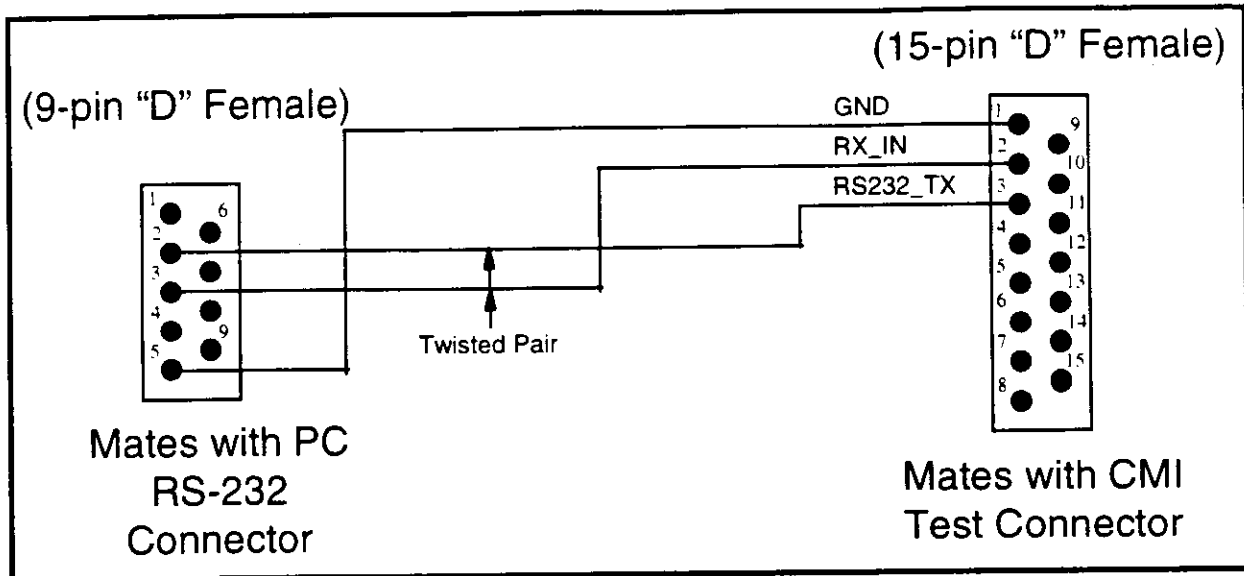 (15-pin “D” Female)
(9-pin “D” Female)
GND
RX_IN
RS232_TX
1
2
3
4
5
6
9
1
2
3
4
5
6
7
8
9
10
11
12
13
14
15
Twisted Pair
Mates with PC
RS-232
Connector
Mates with CMI
Test Connector